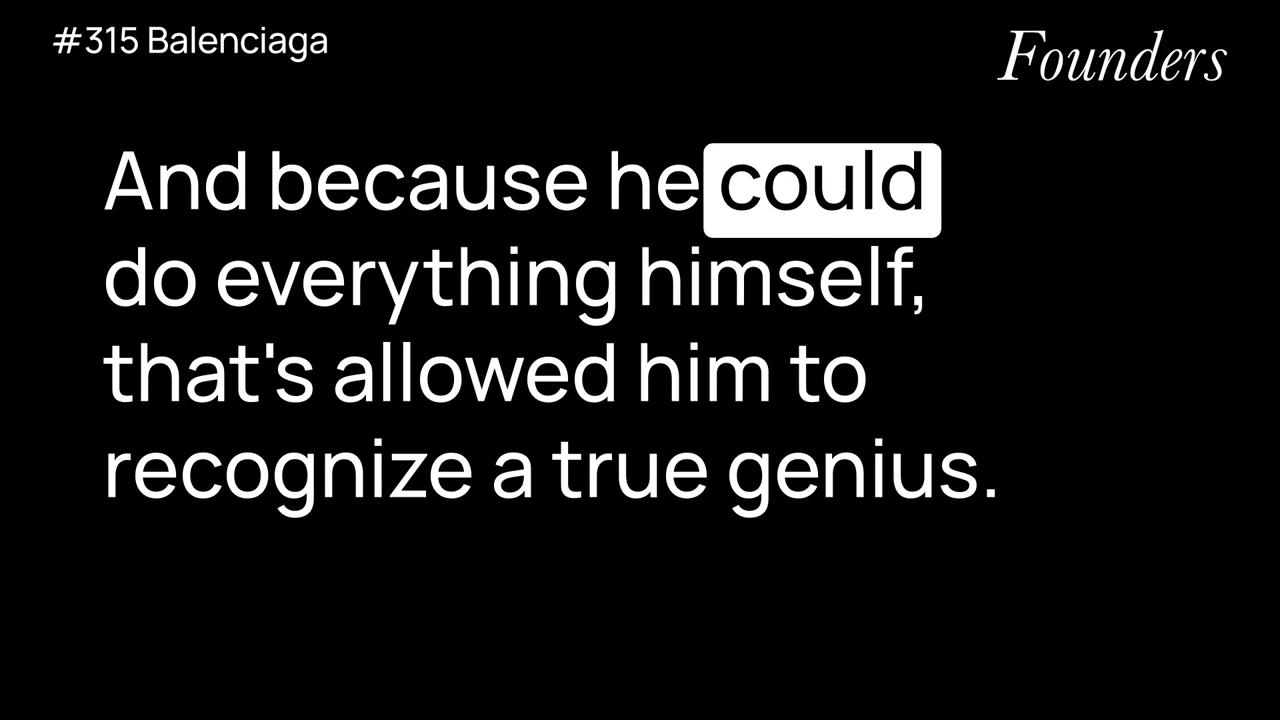 #315 Balenciaga
Founders
And because he could
do everything himself,
that's allowed him to
recognize a true genius.